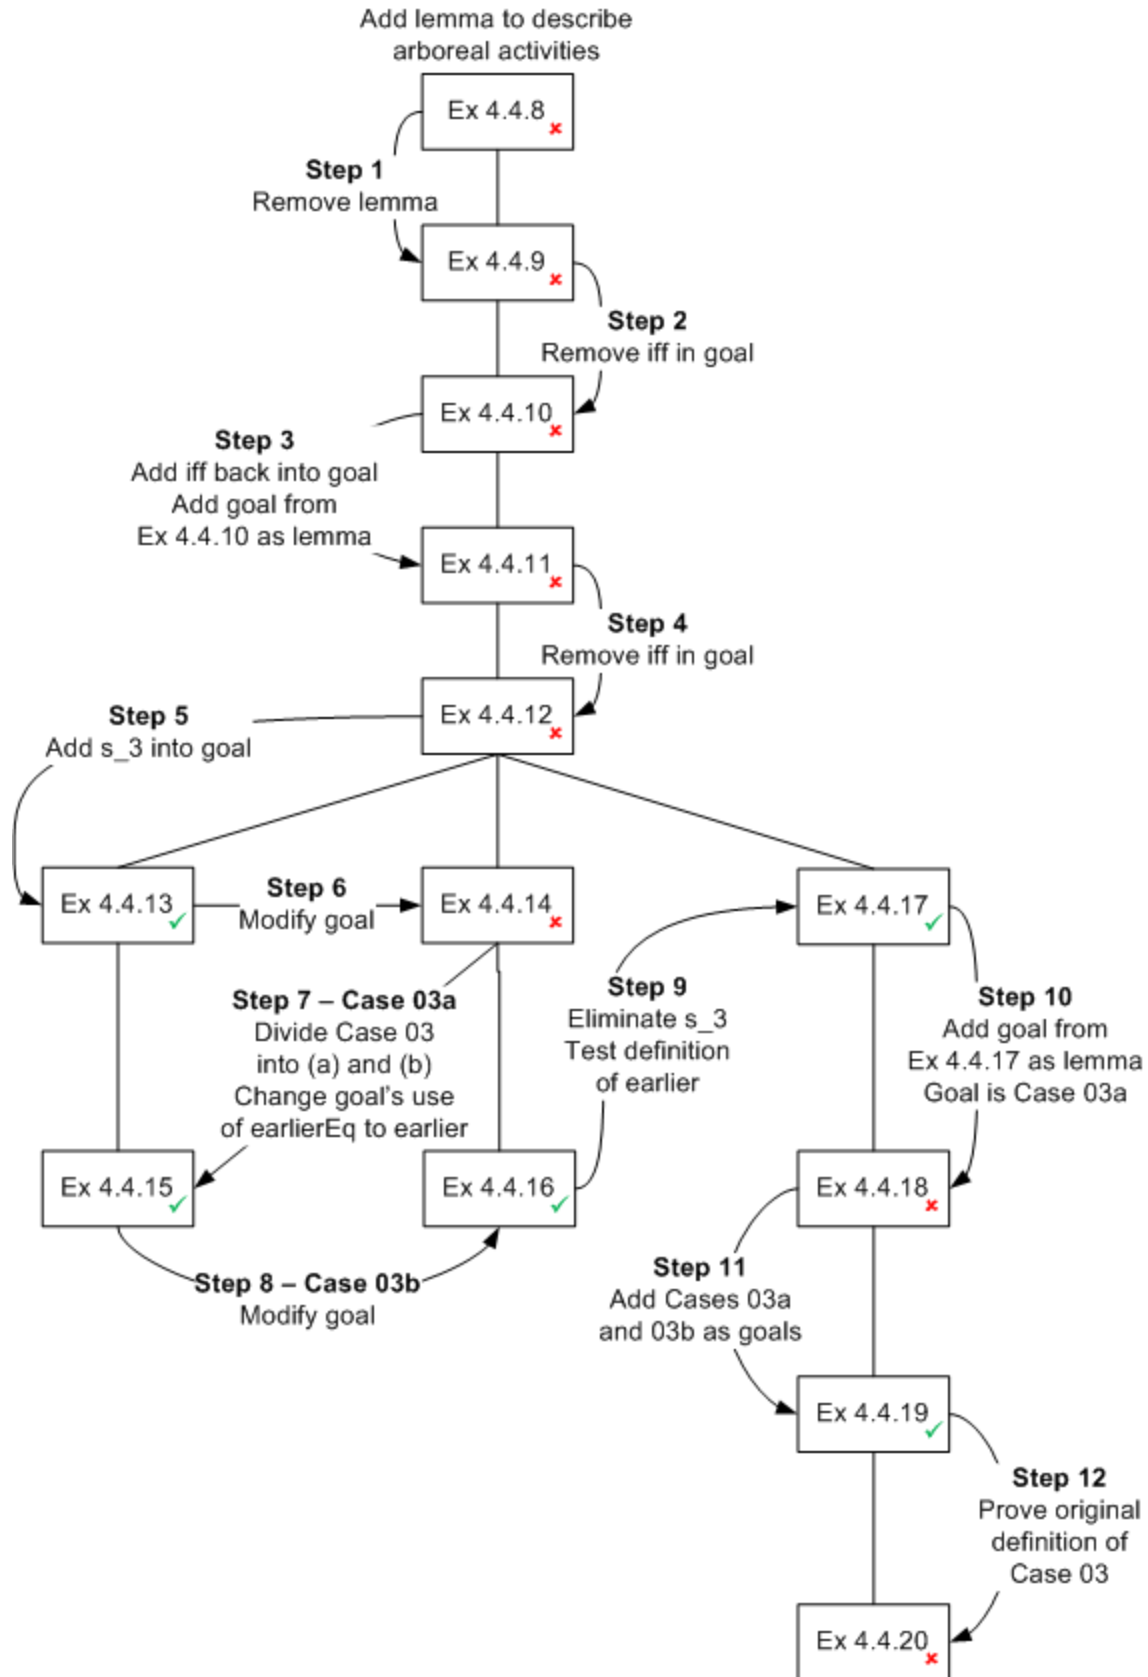 Add lemma to describe
arboreal activities
Ex 4.4.8
Step 1
Remove lemma
Ex 4.4.9
Step 2
Remove iff in goal
Ex 4.4.10
Step 3
Add iff back into goal
Add goal from
Ex 4.4.10 as lemma
Ex 4.4.11
Step 4
Remove iff in goal
Ex 4.4.12
Step 5
Add s_3 into goal
Ex 4.4.13
Step 6
Modify goal
Ex 4.4.14
Ex 4.4.17
Step 7 – Case 03a
Divide Case 03
into (a) and (b)
Change goal's use
of earlierEq to earlier
Step 9
Eliminate s_3
Test definition
of earlier
Step 10
Add goal from
Ex 4.4.17 as lemma
Goal is Case 03a
Ex 4.4.15
Ex 4.4.16
Ex 4.4.18
Step 8 – Case 03b
Modify goal
Step 11
Add Cases 03a
and 03b as goals
Ex 4.4.19
Step 12
Prove original
definition of
Case 03
Ex 4.4.20